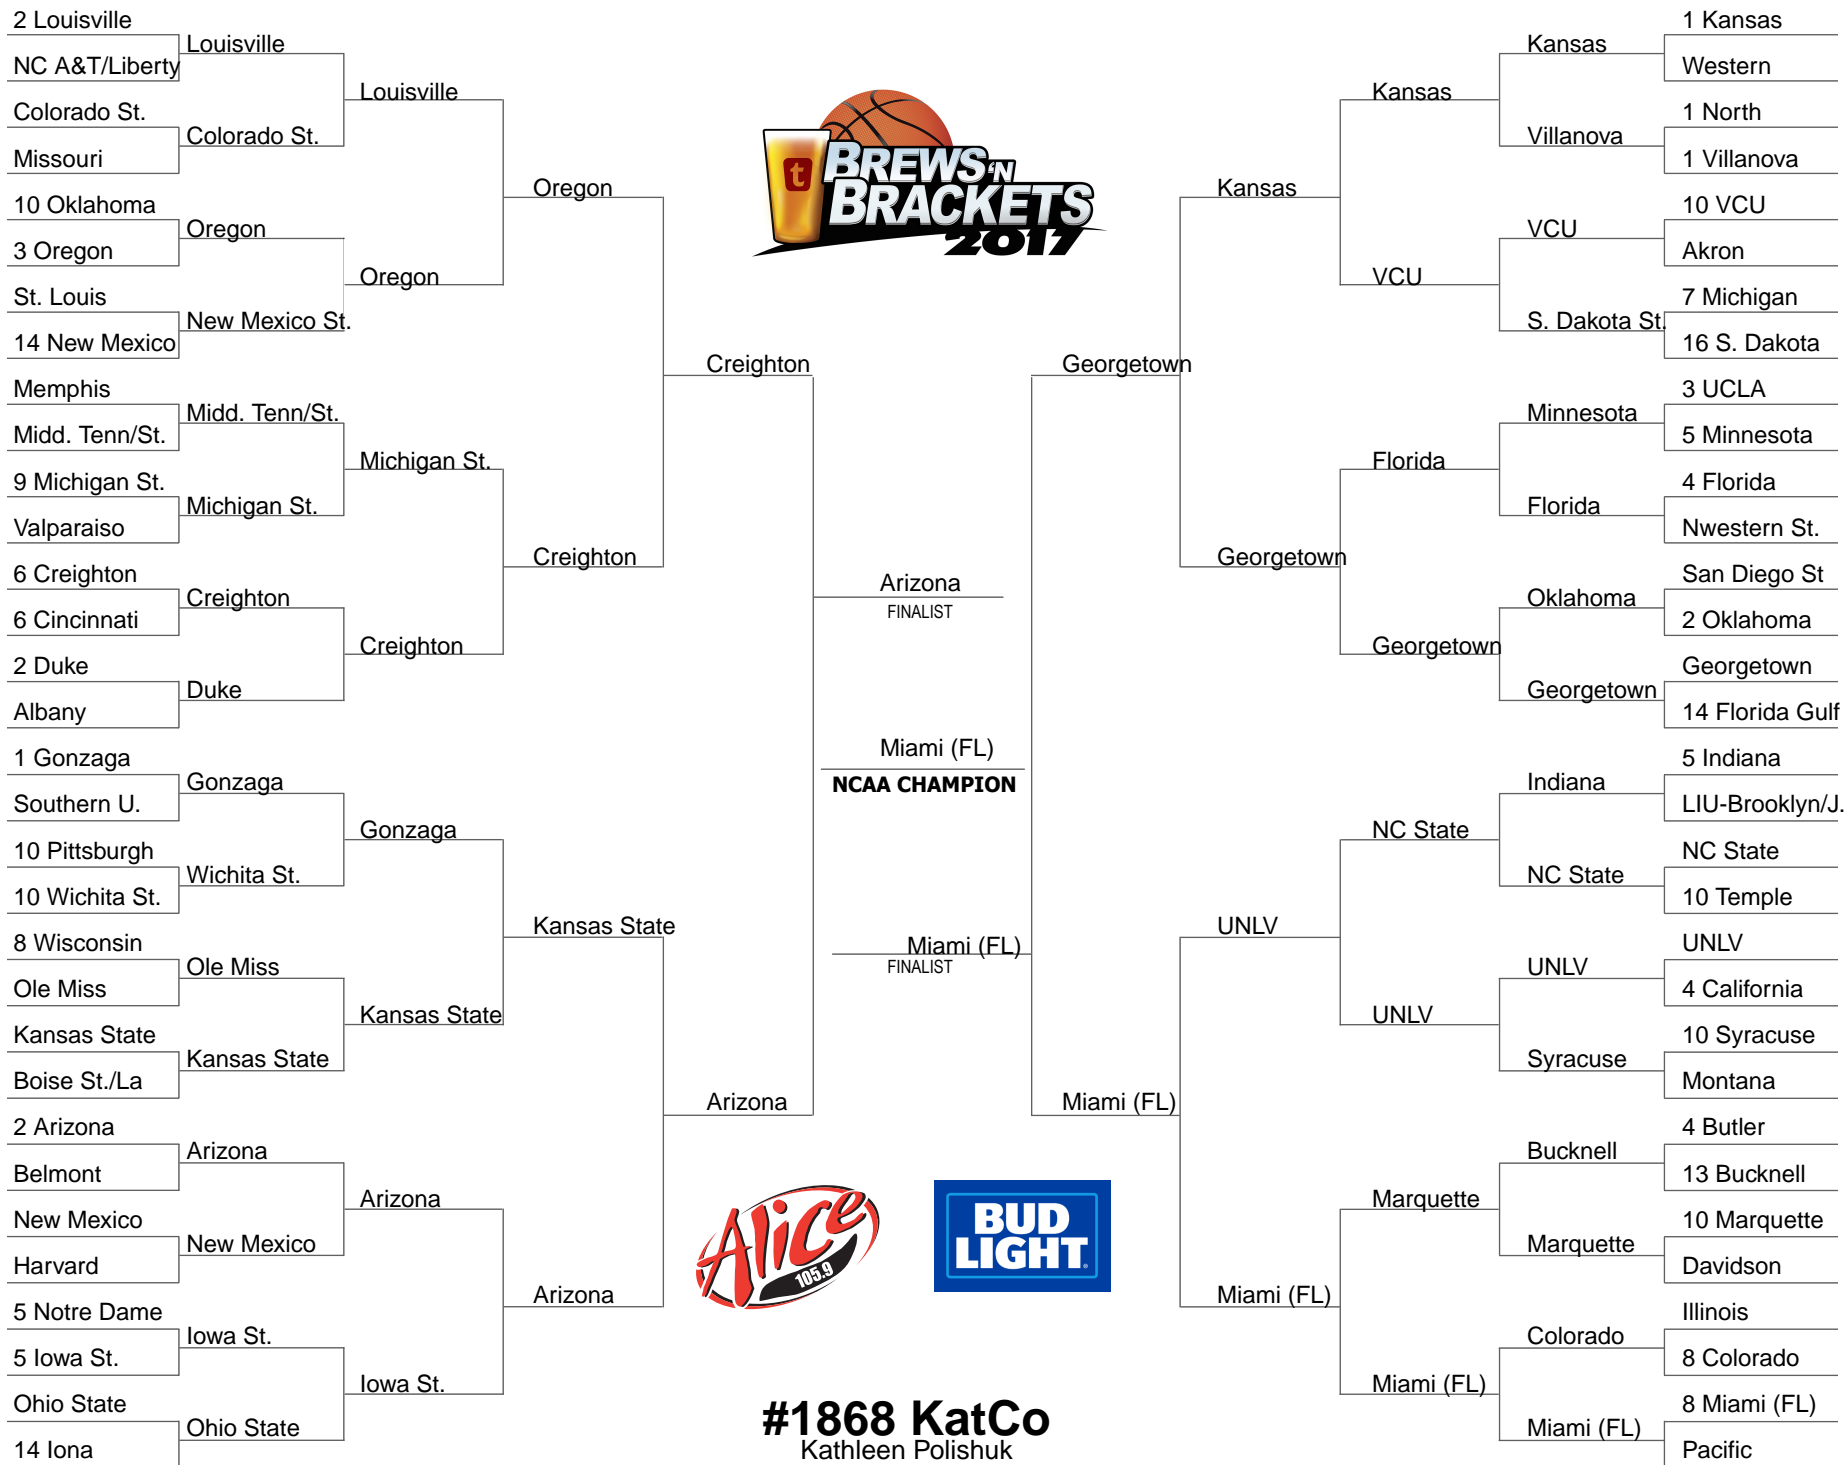 2 Louisville
NC A&T/Liberty
Colorado St.
Missouri
10 Oklahoma
3 Oregon
St. Louis
14 New Mexico
Memphis
Midd. Tenn/St.
9 Michigan St.
Valparaiso
6 Creighton
6 Cincinnati
2 Duke
Albany
1 Gonzaga
Southern U.
10 Pittsburgh
10 Wichita St.
8 Wisconsin
Ole Miss
Kansas State
Boise St./La
2 Arizona
Belmont
New Mexico
Harvard
5 Notre Dame
5 Iowa St.
Ohio State
14 Iona
Louisville
Colorado St.
Oregon
New Mexico St.
Midd. Tenn/St.
Michigan St.
Creighton
Duke
Gonzaga
Wichita St.
Ole Miss
Kansas State
Arizona
New Mexico
Iowa St.
Ohio State
Louisville
Oregon
Michigan St.
Creighton
Gonzaga
Kansas State
Arizona
Iowa St.
Oregon
Creighton
Kansas State
Arizona
Creighton
Arizona
t
BREWS 'N
BRACKETS
2017
Arizona
FINALIST
Miami (FL)
NCAA CHAMPION
Miami (FL)
FINALIST
Alice
105.9
BUD
LIGHT
#1868 KatCo
Kathleen Polishuk
Georgetown
Miami (FL)
Kansas
Georgetown
UNLV
Miami (FL)
Kansas
VCU
Florida
Georgetown
NC State
UNLV
Marquette
Miami (FL)
Kansas
Villanova
VCU
S. Dakota St.
Minnesota
Florida
Oklahoma
Georgetown
Indiana
NC State
UNLV
Syracuse
Bucknell
Marquette
Colorado
Miami (FL)
1 Kansas
Western
1 North
1 Villanova
10 VCU
Akron
7 Michigan
16 S. Dakota
3 UCLA
5 Minnesota
4 Florida
Nwestern St.
San Diego St
2 Oklahoma
Georgetown
14 Florida Gulf
5 Indiana
LIU-Brooklyn/J.
NC State
10 Temple
UNLV
4 California
10 Syracuse
Montana
4 Butler
13 Bucknell
10 Marquette
Davidson
Illinois
8 Colorado
8 Miami (FL)
Pacific